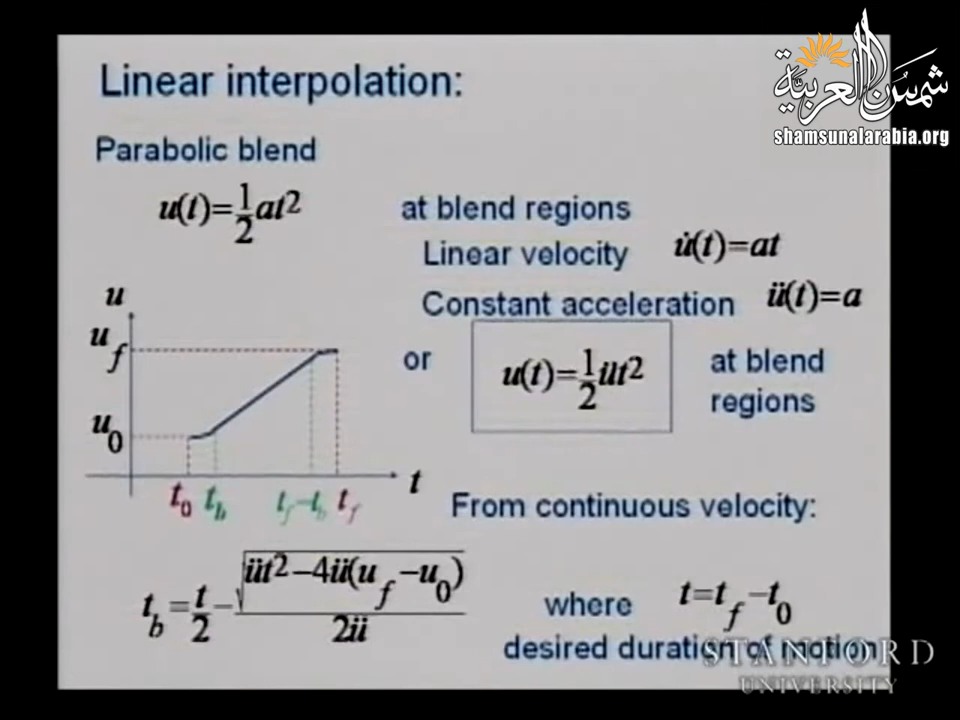 شمس العربية
shamsunalarabia.org
Linear interpolation:
Parabolic blend
u(t)=½at² at blend regions
Linear velocity u̇(t)=at
Constant acceleration ü(t)=a
or u(t)=½üt² at blend regions
u
u_f
u_0
t
t_0 t_b t_f-t_b t_f
From continuous velocity:
t_b = t/2 - √(üt²-4ü(u_f-u_0))/2ü where t=t_f-t_0
desired duration of motion
STANFORD
UNIVERSITY